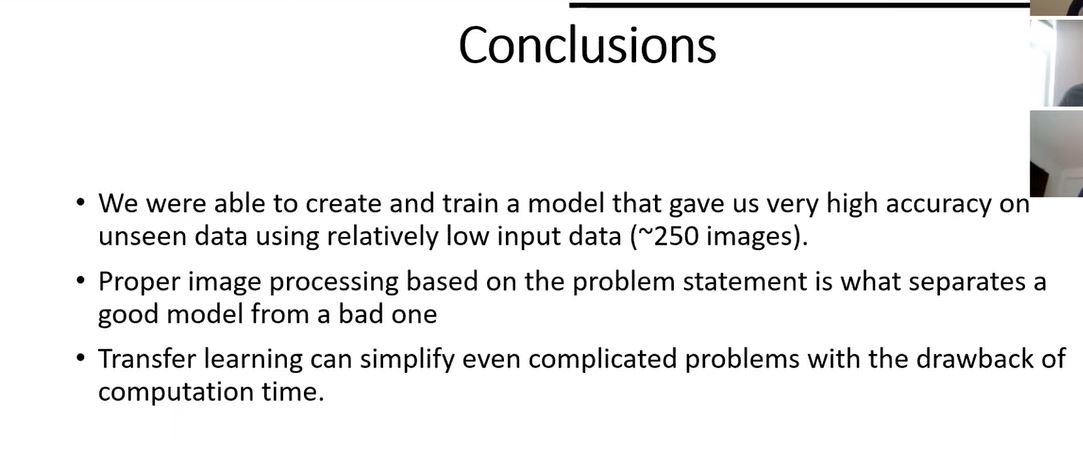 Conclusions
• We were able to create and train a model that gave us very high accuracy on
unseen data using relatively low input data (~250 images).
• Proper image processing based on the problem statement is what separates a
good model from a bad one
• Transfer learning can simplify even complicated problems with the drawback of
computation time.